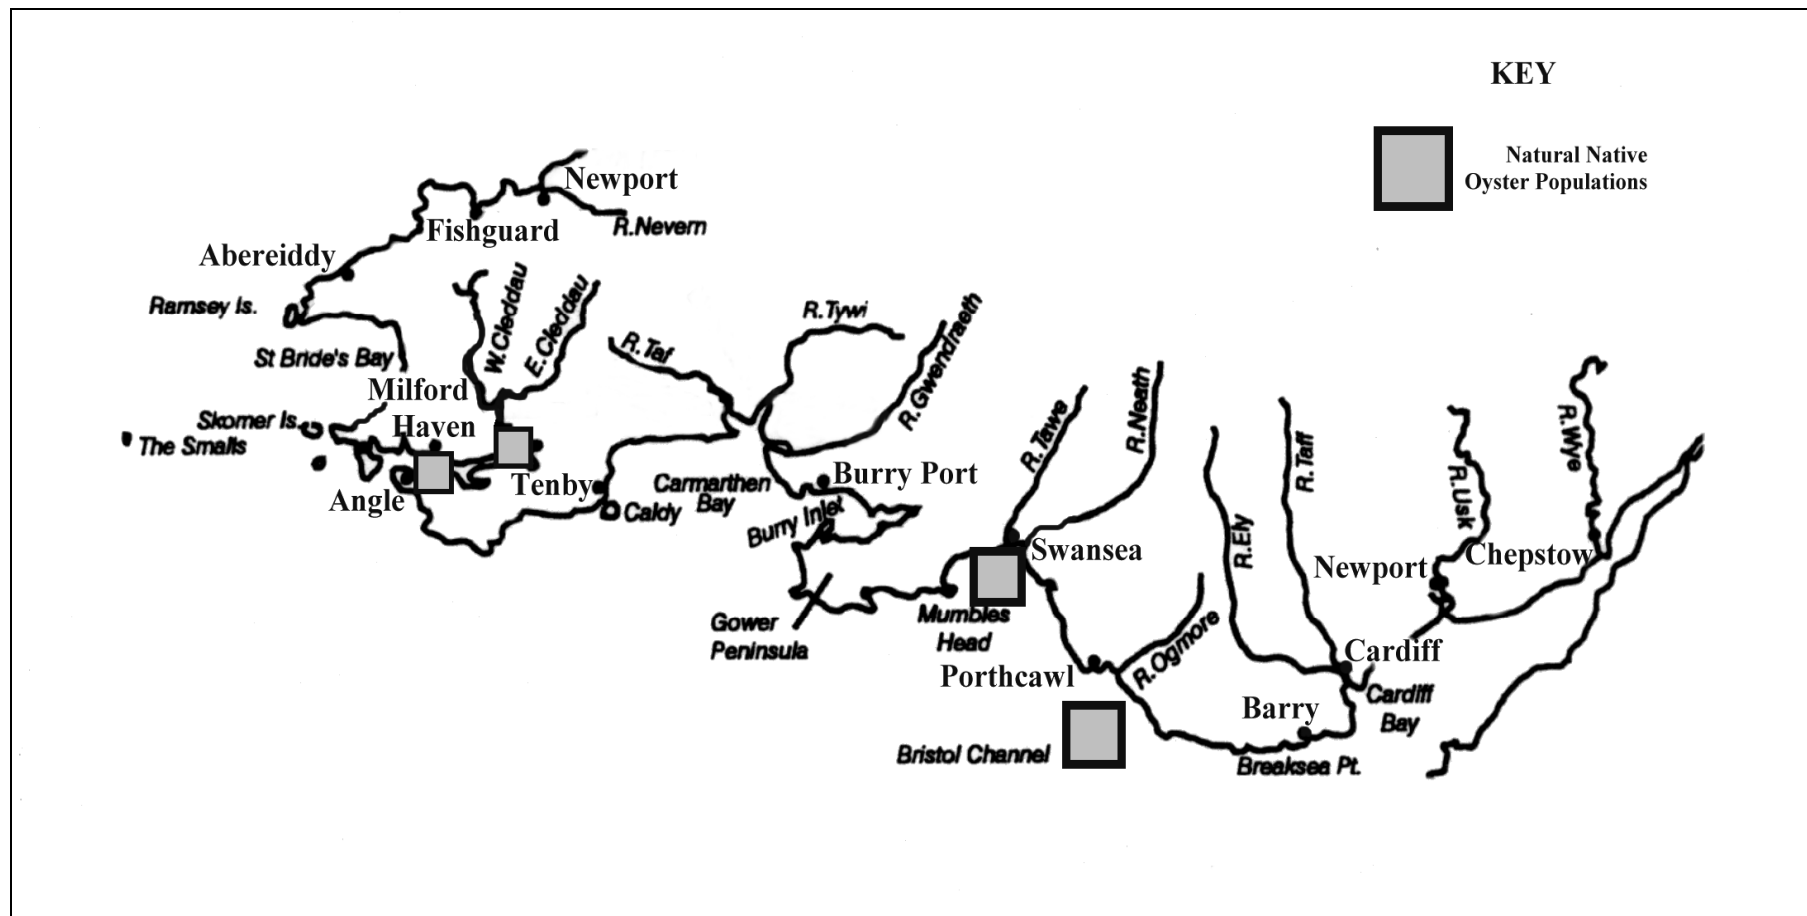 KEY
Natural Native
Oyster Populations
Newport
R.Nevern
Fishguard
Abereiddy
Ramsey Is.
St Bride's Bay
W.Cleddau
E.Cleddau
R.Taf
R.Tywi
R.Gwendraeth
Milford
Haven
Skomer Is.
The Smalls
Angle
Tenby
Caldy
Carmarthen
Bay
Burry Port
Burry Inlet
Gower
Peninsula
R.Tawe
R.Neath
Swansea
Mumbles
Head
Porthcawl
R.Ogmore
Bristol Channel
R.Ely
R.Taff
R.Usk
R.Wye
Newport
Chepstow
Cardiff
Cardiff
Bay
Barry
Breaksea Pt.